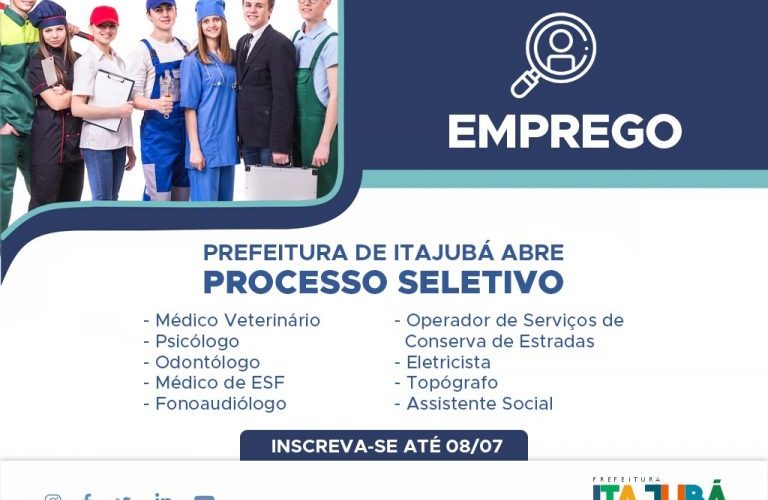 EMPREGO
PREFEITURA DE ITAJUBÁ ABRE
PROCESSO SELETIVO
- Médico Veterinário
- Psicólogo
- Odontólogo
- Médico de ESF
- Fonoaudiólogo
- Operador de Serviços de
Conserva de Estradas
- Eletricista
- Topógrafo
- Assistente Social
INSCREVA-SE ATÉ 08/07
PREFEITURA
ITAJUBÁ